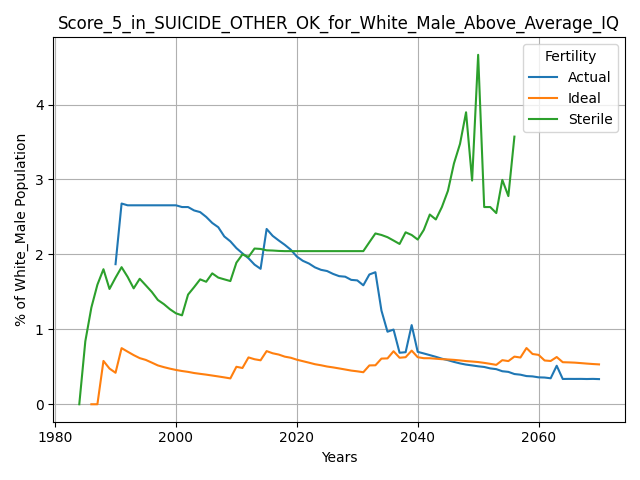 Score_5_in_SUICIDE_OTHER_OK_for_White_Male_Above_Average_IQ
Fertility
Actual
Ideal
Sterile
% of White_Male Population
4
3
2
1
0
1980 2000 2020 2040 2060
Years